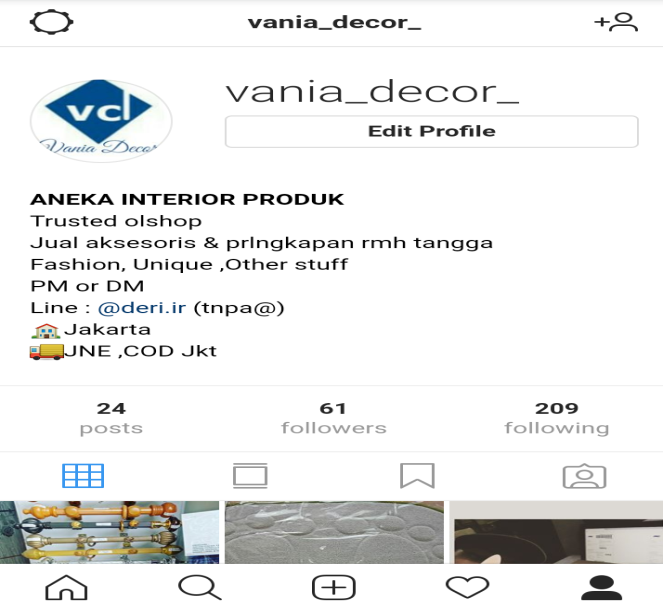 vania_decor_
vcl
Vania Decor
vania_decor_
Edit Profile
ANEKA INTERIOR PRODUK
Trusted olshop
Jual aksesoris & prlngkapan rmh tangga
Fashion, Unique ,Other stuff
PM or DM
Line : @deri.ir (tnpa@)
Jakarta
JNE ,COD Jkt
24 61 209
posts followers following